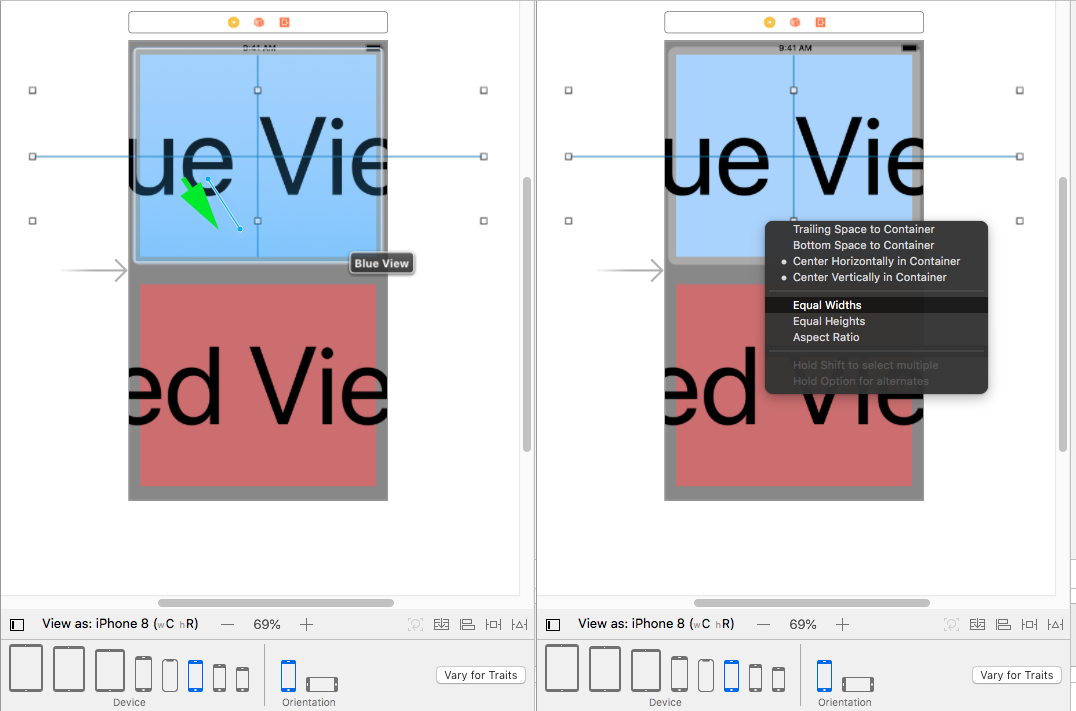 9:41 AM
ue Vie
Blue View
ed Vie
View as: iPhone 8 (wC hR)
69%
Device
Orientation
Vary for Traits
9:41 AM
ue Vie
Trailing Space to Container
Bottom Space to Container
• Center Horizontally in Container
• Center Vertically in Container
Equal Widths
Equal Heights
Aspect Ratio
Hold Shift to select multiple
Hold Option for alternates
ed Vie
View as: iPhone 8 (wC hR)
69%
Device
Orientation
Vary for Traits